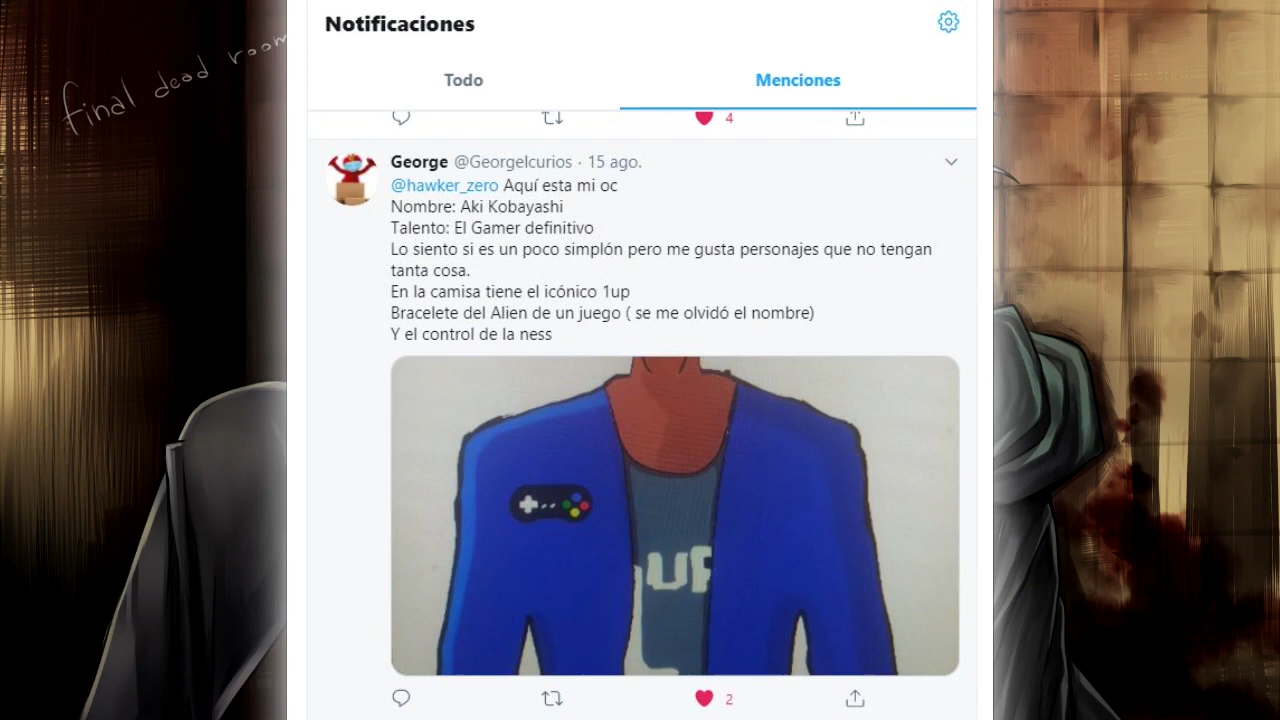 final dead room
Notificaciones
Todo
Menciones
4
George @GeorgeIcurios · 15 ago.
@hawker_zero Aquí esta mi oc
Nombre: Aki Kobayashi
Talento: El Gamer definitivo
Lo siento si es un poco simplón pero me gusta personajes que no tengan
tanta cosa.
En la camisa tiene el icónico 1up
Bracelete del Alien de un juego ( se me olvidó el nombre)
Y el control de la ness
UP
2